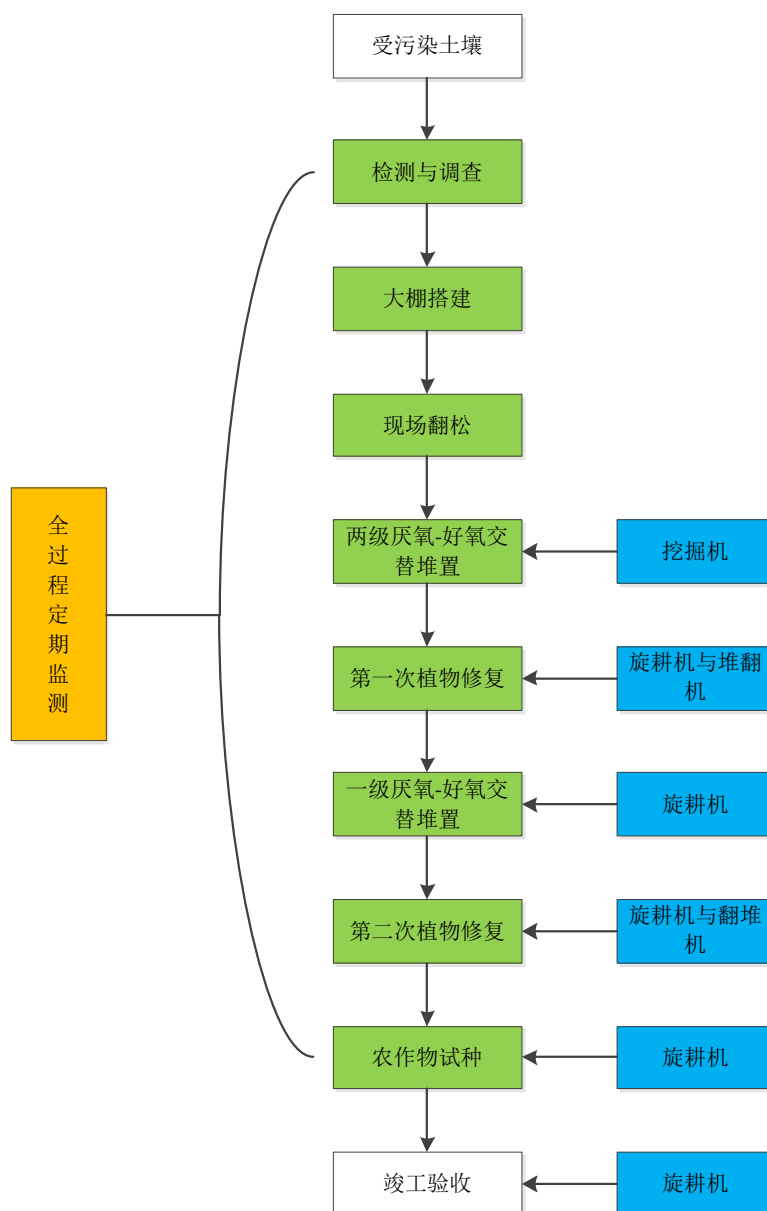 受污染土壤
检测与调查
大棚搭建
现场翻松
全过程定期监测
两级厌氧-好氧交
替堆置
挖掘机
第一次植物修复
旋耕机与堆翻
机
一级厌氧-好氧交
替堆置
旋耕机
第二次植物修复
旋耕机与翻堆
机
农作物试种
旋耕机
竣工验收
旋耕机